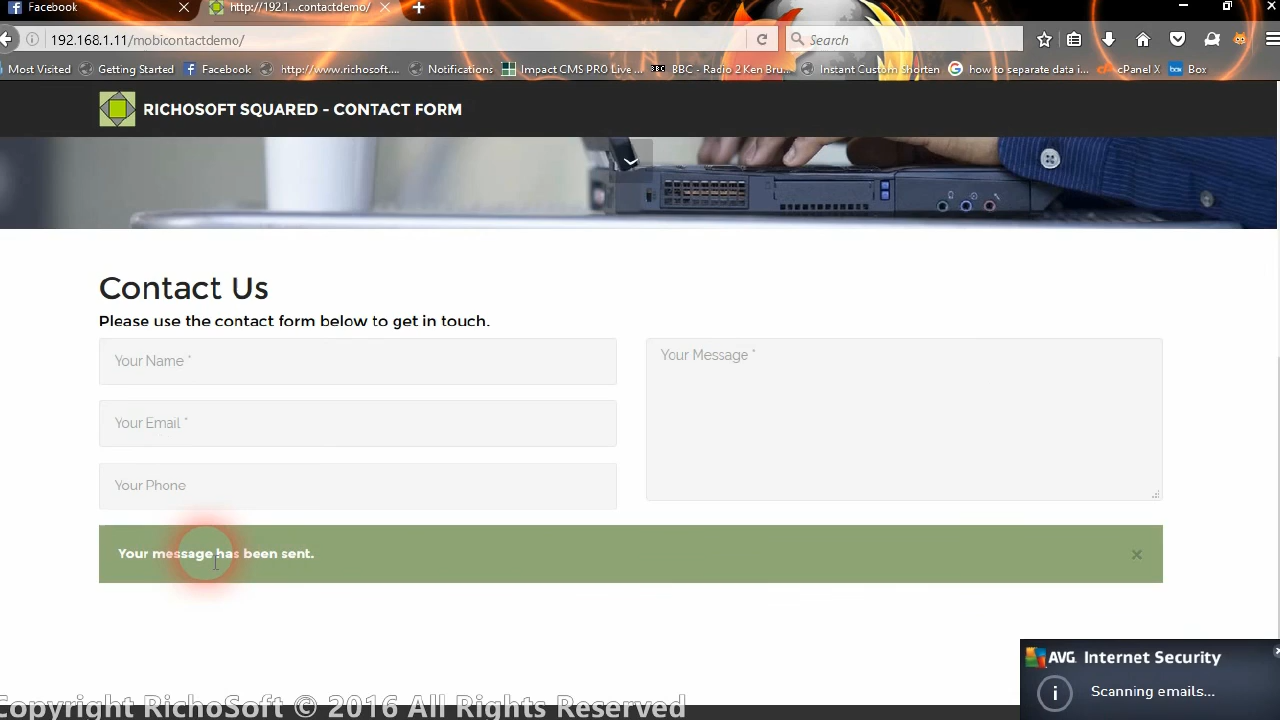 Facebook
http://192.1...contactdemo/
192.168.1.11/mobicontactdemo/
Search
Most Visited
Getting Started
Facebook
http://www.richosoft....
Notifications
Impact CMS PRO Live ...
BBC - Radio 2 Ken Bru...
Instant Custom Shorten
how to separate data i...
cPanel X
Box
RICHOSOFT SQUARED - CONTACT FORM
Contact Us
Please use the contact form below to get in touch.
Your Name *
Your Message *
Your Email *
Your Phone
Your message has been sent.
AVG Internet Security
Scanning emails...
Copyright RichoSoft © 2016 All Rights Reserved